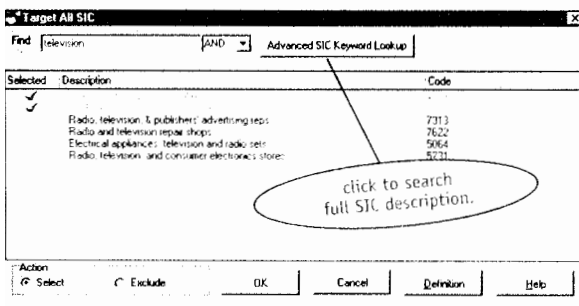 Target All SIC
Find television AND Advanced SIC Keyword Lookup
Selected Description Code
Radio, television, & publishers' advertising reps 7313
Radio and television repair shops 7622
Electrical appliances television and radio sets 5064
Radio, television, and consumer electronics stores 5731
click to search
full SIC description.
Action
Select Exclude OK Cancel Definition Help